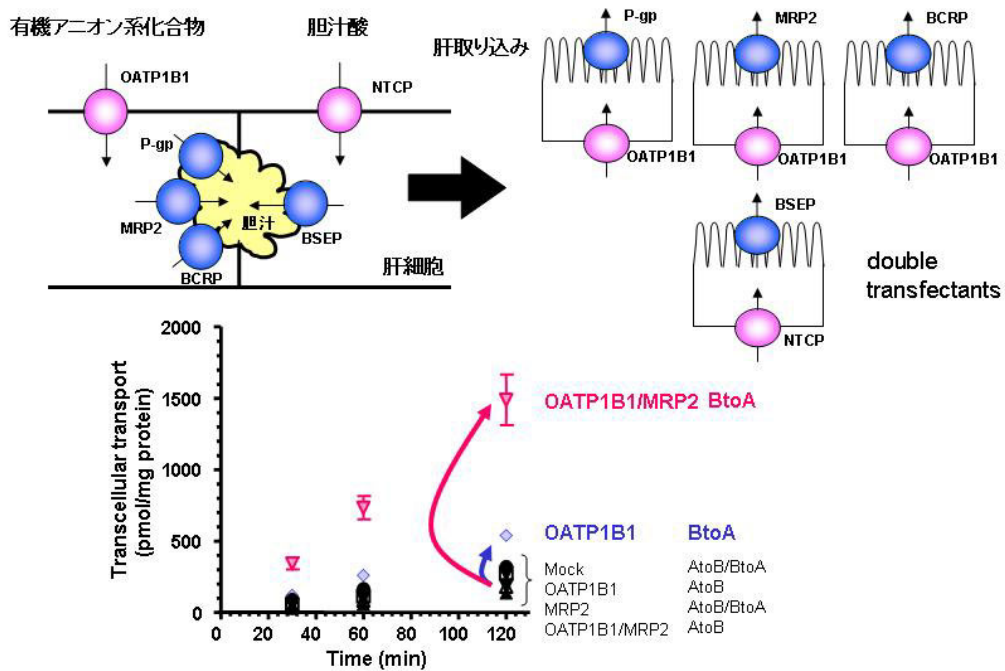 有機アニオン系化合物
胆汁酸
OATP1B1
NTCP
P-gp
MRP2
胆汁
BSEP
BCRP
肝細胞
肝取り込み
P-gp
MRP2
BCRP
OATP1B1
OATP1B1
OATP1B1
BSEP
NTCP
double
transfectants
Transcellular transport
(pmol/mg protein)
2000
1500
1000
500
0
0 20 40 60 80 100 120
Time (min)
OATP1B1/MRP2 BtoA
OATP1B1 BtoA
Mock AtoB/BtoA
OATP1B1 AtoB
MRP2 AtoB/BtoA
OATP1B1/MRP2 AtoB